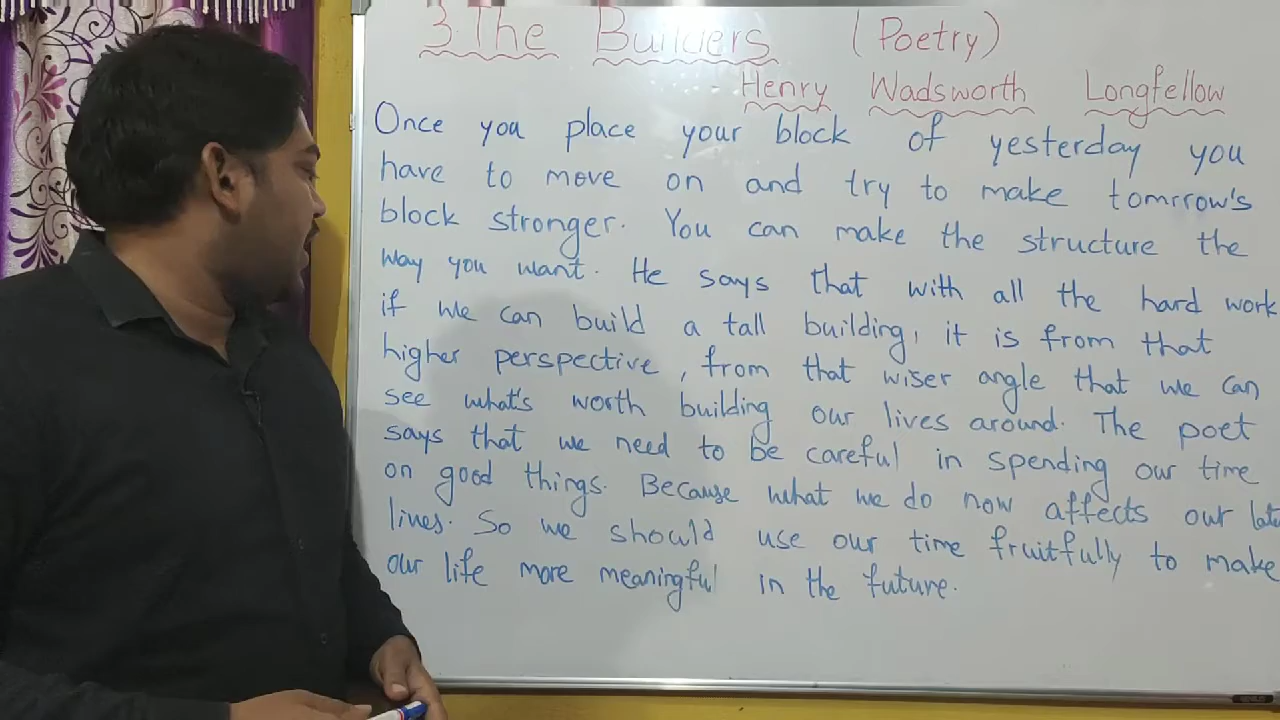 3. The Builders (Poetry)
Henry Wadsworth Longfellow
Once you place your block of yesterday you
have to move on and try to make tomrrow's
block stronger. You can make the structure the
way you want. He says that with all the hard work
if we can build a tall building, it is from that
higher perspective, from that wiser angle that we can
see what's worth building our lives around. The poet
says that we need to be careful in spending our time
on good things. Because what we do now affects our late
lives. So we should use our time fruitfully to make
our life more meaningful in the future.